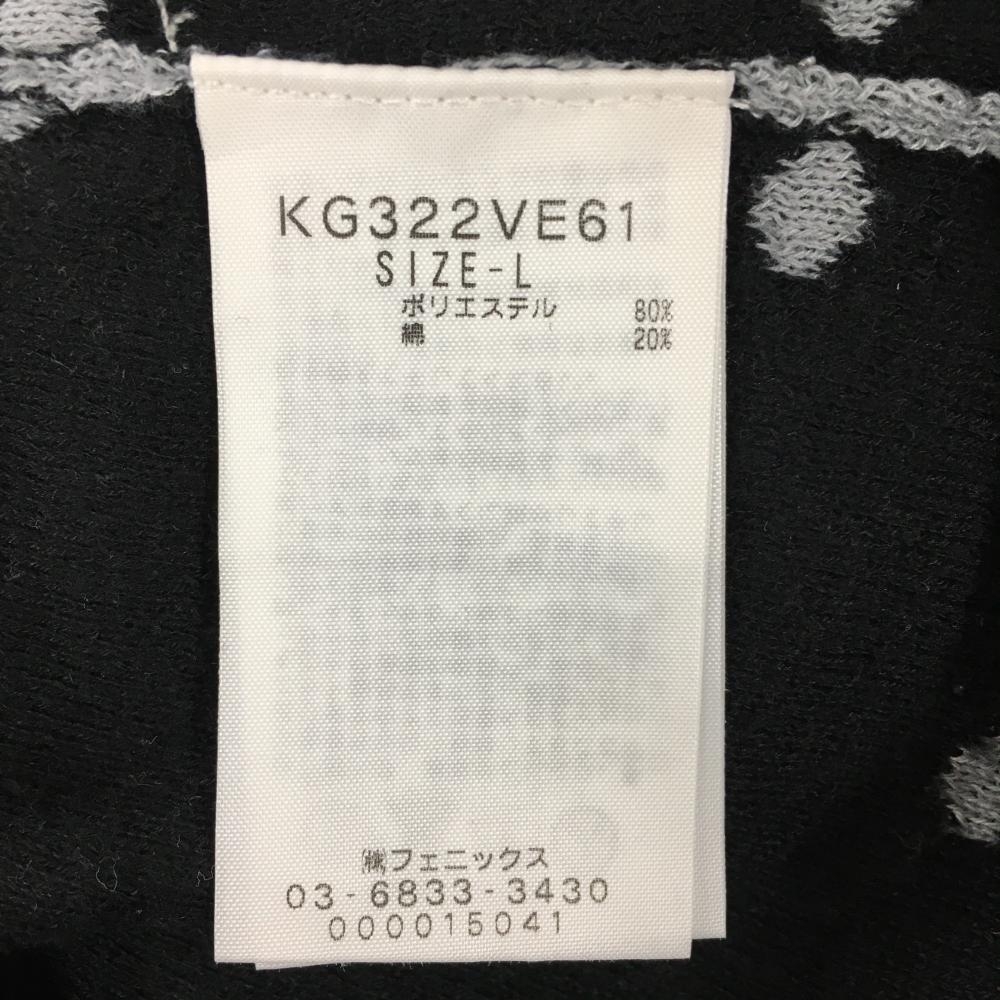 KG322VE61
SIZE-L
ポリエステル 80%
綿 20%
㈱フェニックス
03-6833-3430
000015041